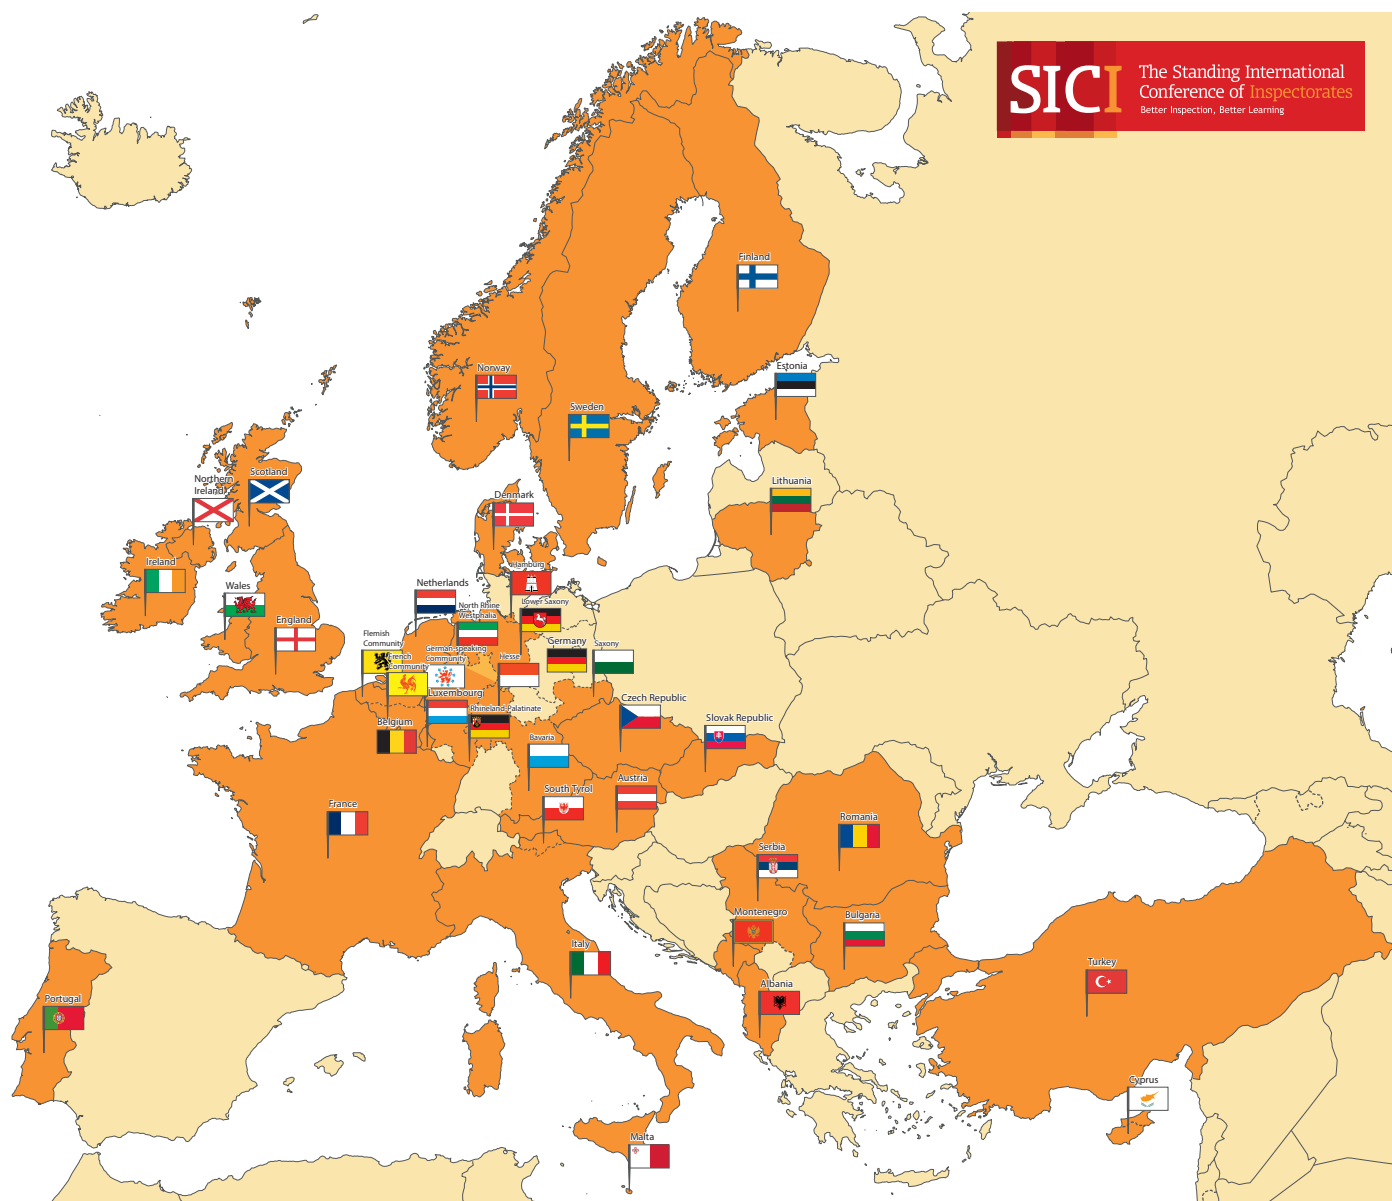 SICI
The Standing International
Conference of Inspectorates
Better Inspection, Better Learning
Finland
Estonia
Norway
Sweden
Scotland
Northern
Ireland
Lithuania
Denmark
Ireland
Hamburg
Wales
Netherlands
Lower Saxony
North Rhine
Westphalia
England
Flemish
Community
Germany
Saxony
French
Community
German-speaking
Community
Hesse
Luxembourg
Rhineland-Palatinate
Czech Republic
Belgium
Slovak Republic
Bavaria
Austria
South Tyrol
France
Romania
Serbia
Montenegro
Bulgaria
Italy
Turkey
Albania
Portugal
Cyprus
Malta